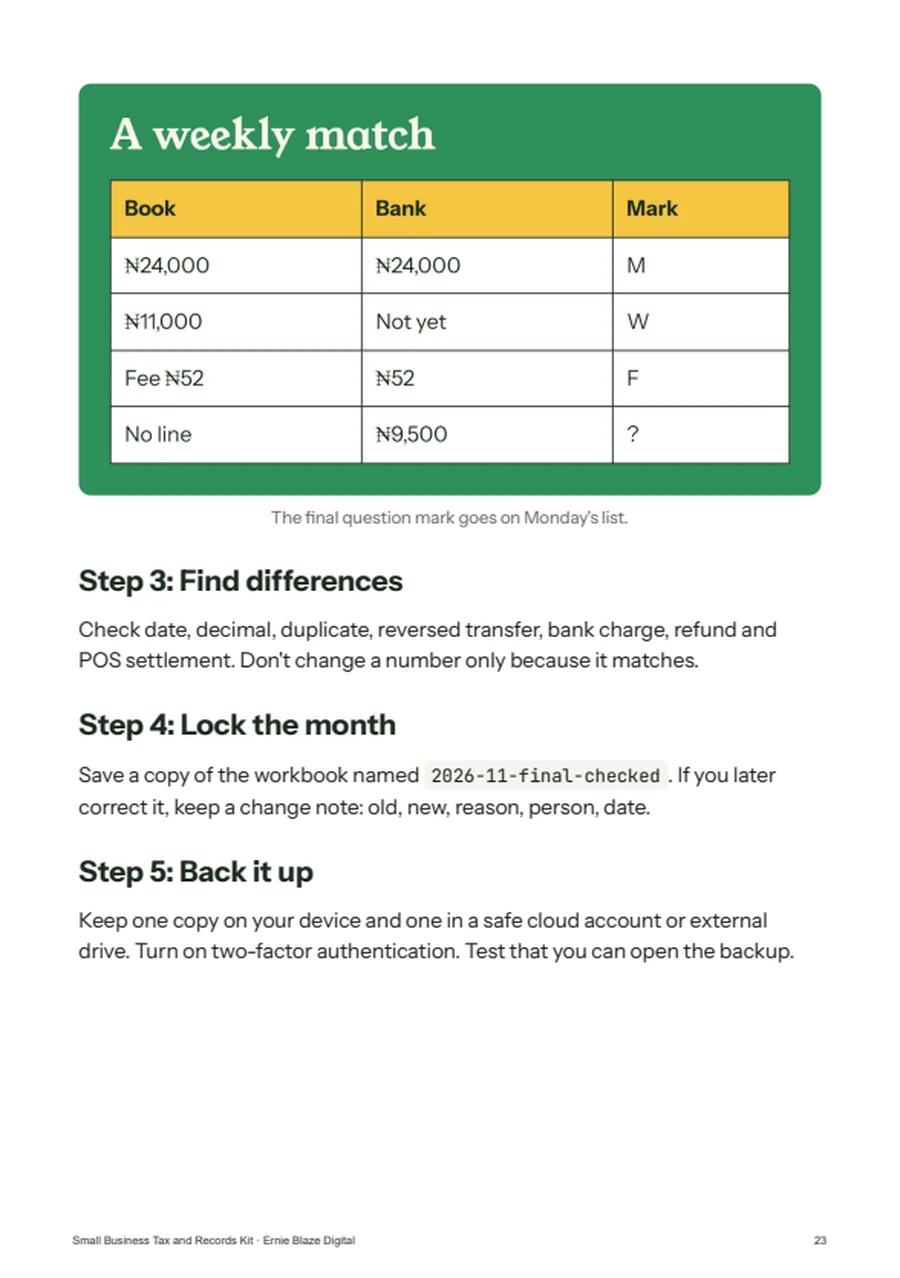 A weekly match
Book Bank Mark
₦24,000 ₦24,000 M
₦11,000 Not yet W
Fee ₦52 ₦52 F
No line ₦9,500 ?
The final question mark goes on Monday's list.
Step 3: Find differences
Check date, decimal, duplicate, reversed transfer, bank charge, refund and
POS settlement. Don't change a number only because it matches.
Step 4: Lock the month
Save a copy of the workbook named 2026-11-final-checked. If you later
correct it, keep a change note: old, new, reason, person, date.
Step 5: Back it up
Keep one copy on your device and one in a safe cloud account or external
drive. Turn on two-factor authentication. Test that you can open the backup.
Small Business Tax and Records Kit · Ernie Blaze Digital 23